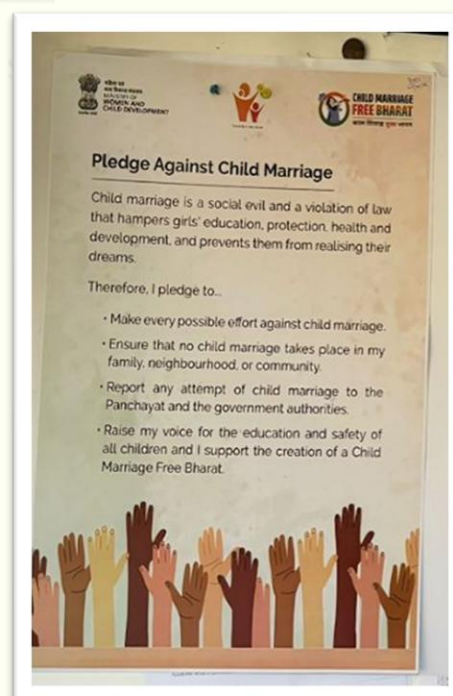 MINISTRY OF
WOMEN AND
CHILD DEVELOPMENT
CHILD MARRIAGE
FREE BHARAT
Pledge Against Child Marriage
Child marriage is a social evil and a violation of law
that hampers girls' education, protection, health and
development, and prevents them from realising their
dreams.
Therefore, I pledge to...
• Make every possible effort against child marriage.
• Ensure that no child marriage takes place in my
family, neighbourhood, or community.
• Report any attempt of child marriage to the
Panchayat and the government authorities.
• Raise my voice for the education and safety of
all children and I support the creation of a Child
Marriage Free Bharat.